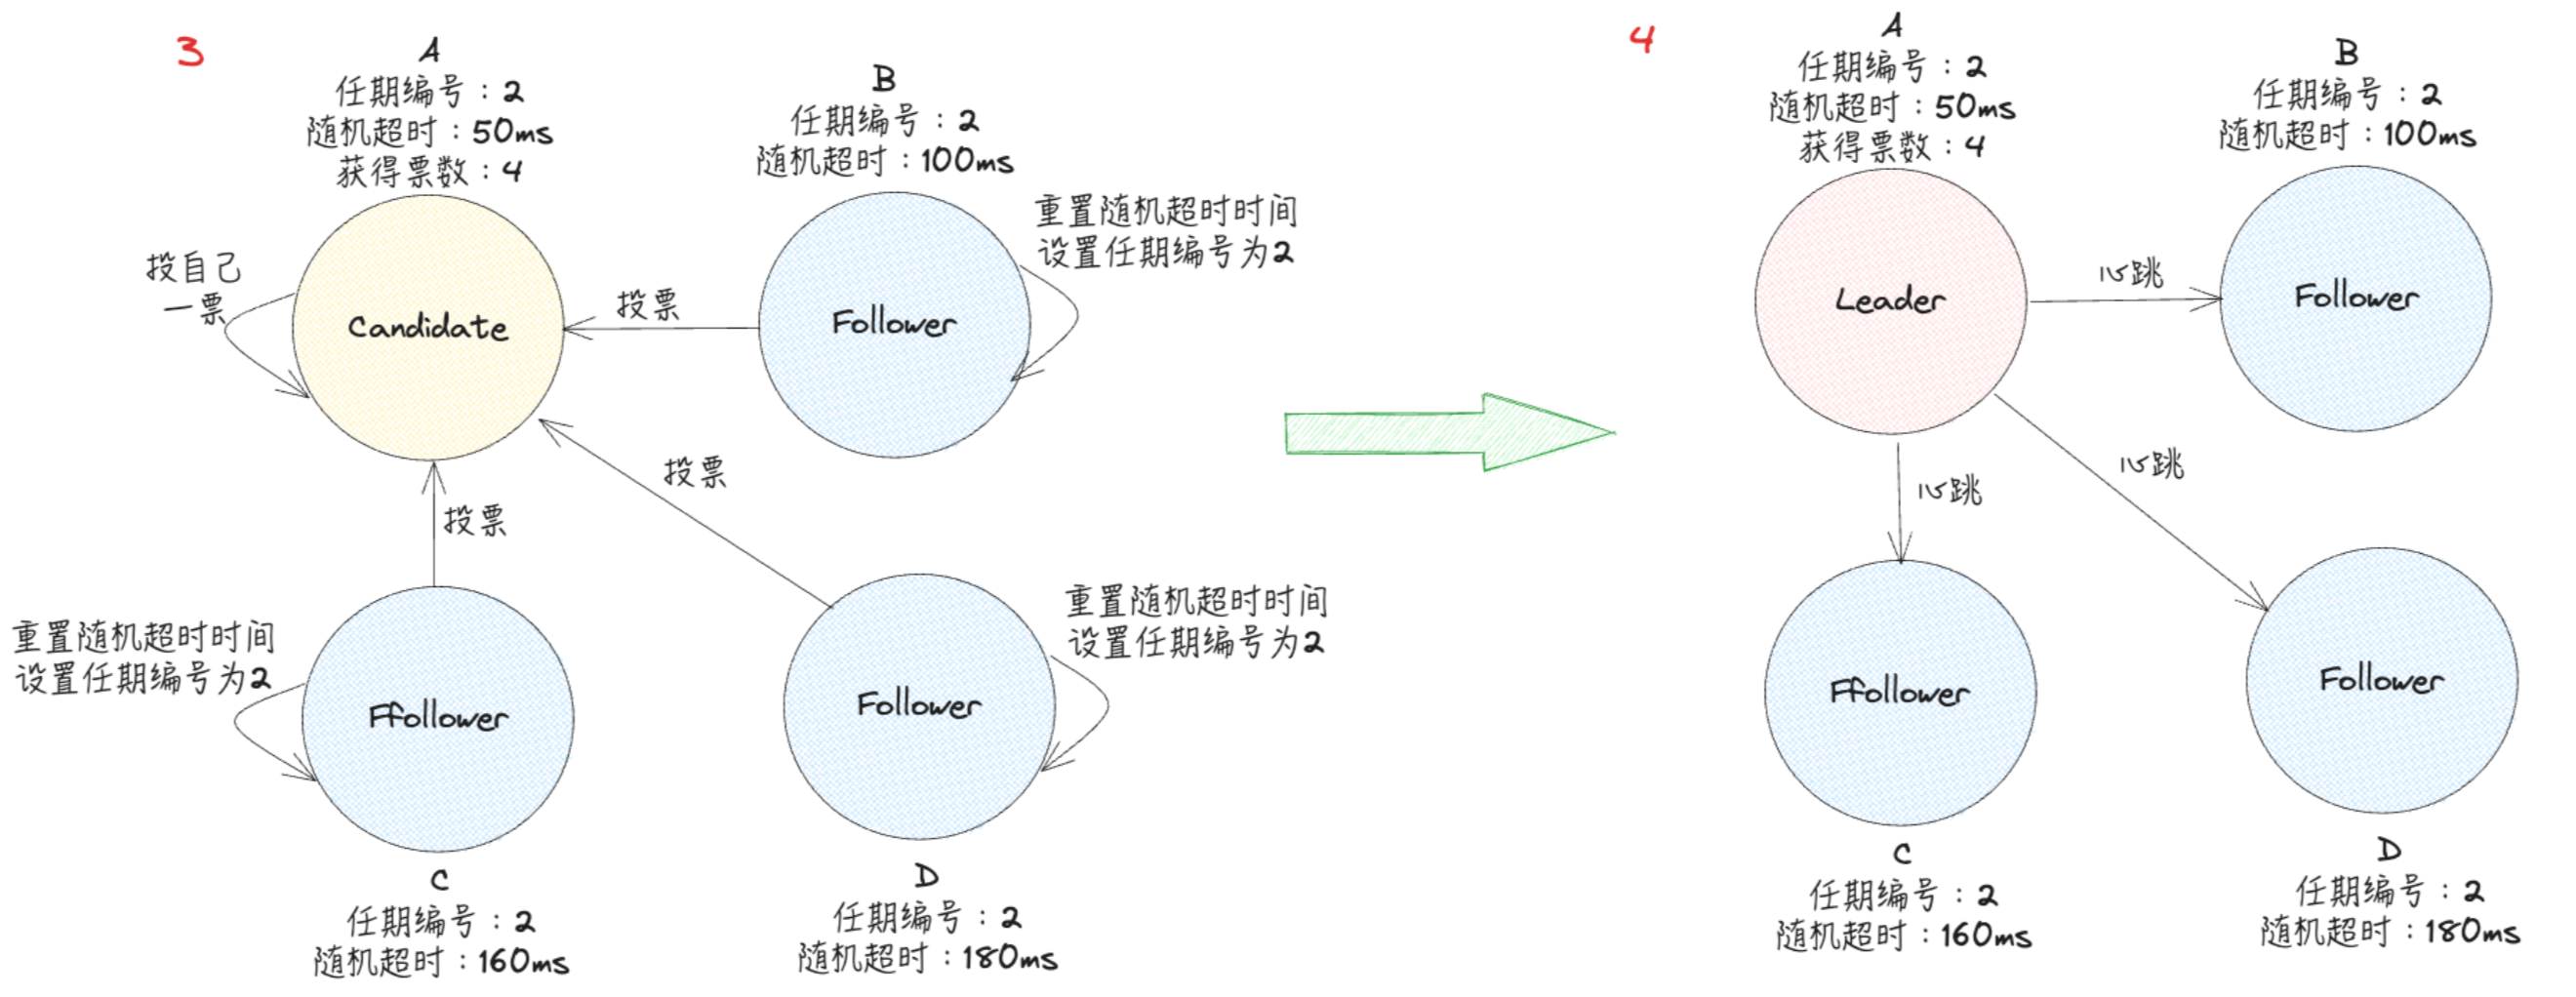 3
A
任期编号：2
随机超时：50ms
获得票数：4
B
任期编号：2
随机超时：100ms
投自己
一票
Candidate
投票
Follower
重置随机超时时间
设置任期编号为2
投票
投票
重置随机超时时间
设置任期编号为2
Ffollower
Follower
重置随机超时时间
设置任期编号为2
C
任期编号：2
随机超时：160ms
D
任期编号：2
随机超时：180ms
4
A
任期编号：2
随机超时：50ms
获得票数：4
B
任期编号：2
随机超时：100ms
Leader
心跳
Follower
心跳
心跳
Ffollower
Follower
C
任期编号：2
随机超时：160ms
D
任期编号：2
随机超时：180ms